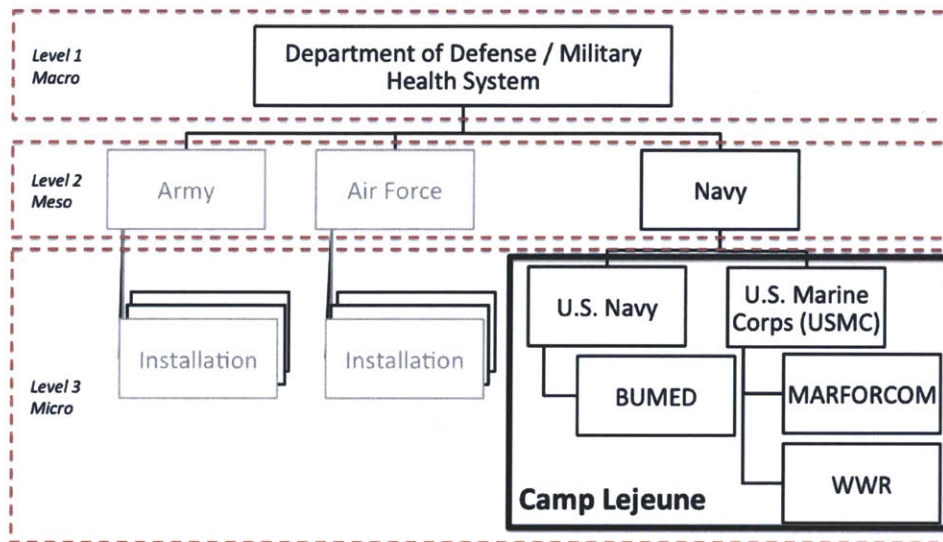 Level 1
Macro
Department of Defense / Military
Health System
Level 2
Meso
Army
Air Force
Navy
Level 3
Micro
Installation
Installation
U.S. Navy
U.S. Marine
Corps (USMC)
BUMED
MARFORCOM
WWR
Camp Lejeune